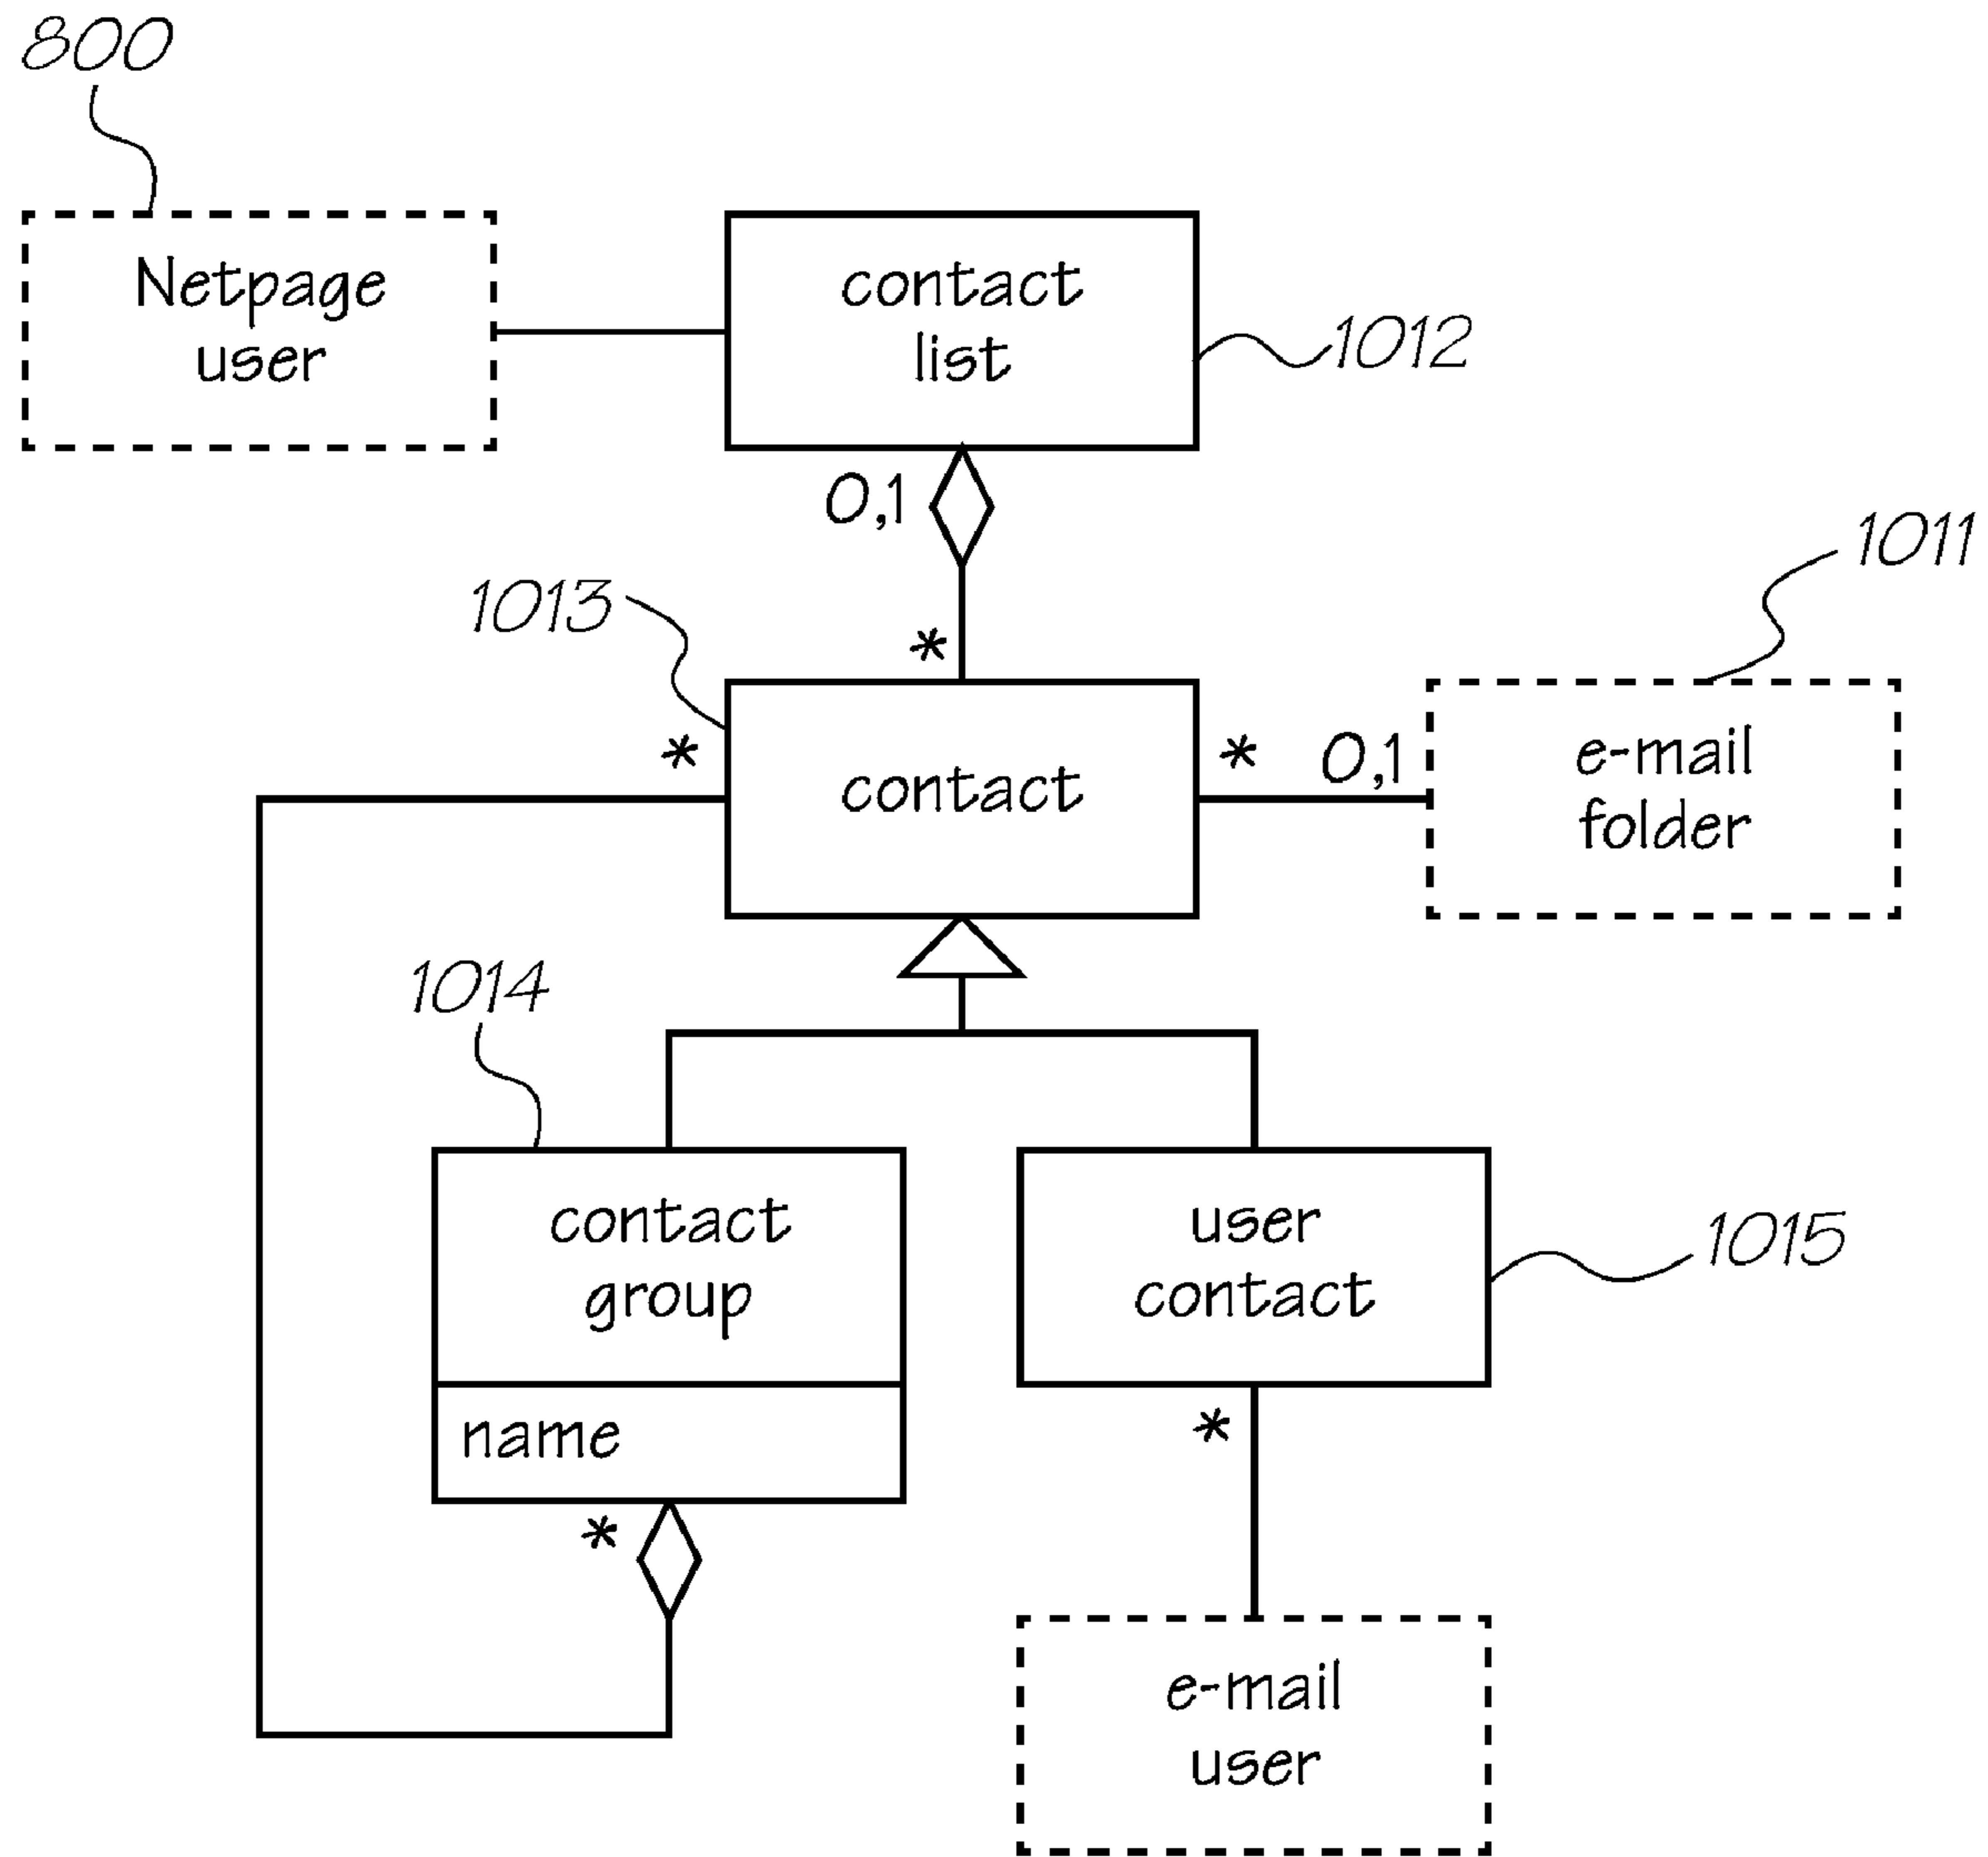 800
Netpage
user
contact
list
1012
0,1
*
1013
1011
*
contact
*
0,1
e-mail
folder
1014
contact
group
name
*
user
contact
1015
*
e-mail
user